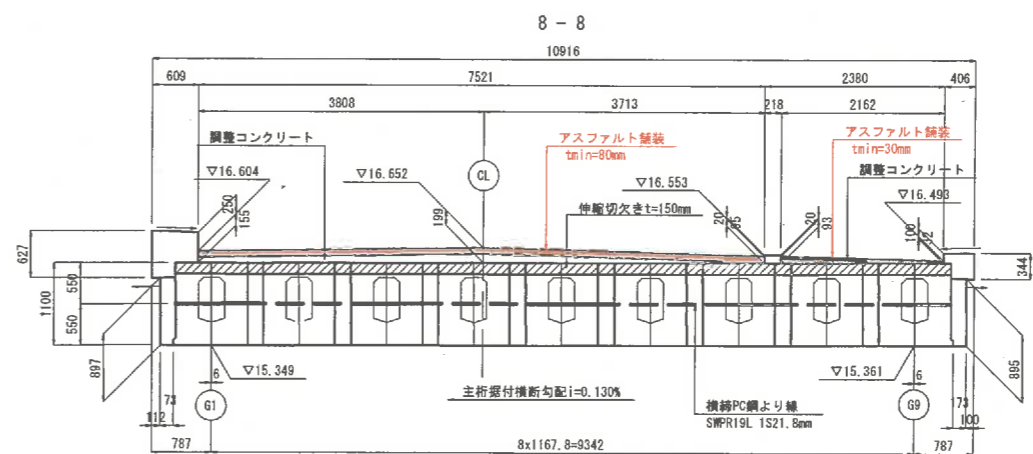 8 - 8
10916
609
7521
2380
406
3808
3713
218
2162
調整コンクリート
アスファルト舗装
tmin=80mm
アスファルト舗装
tmin=30mm
調整コンクリート
▽16.604
▽16.652
CL
▽16.553
▽16.493
伸縮切欠きt=150mm
250
155
199
20
20
93
100
627
344
1100
550
550
897
895
▽15.349
▽15.361
6
6
主桁据付横断勾配i=0.130%
横締PC鋼より線
SWPR19L 1S21.8mm
G1
G9
73
173
112
100
787
8x1167.8=9342
787